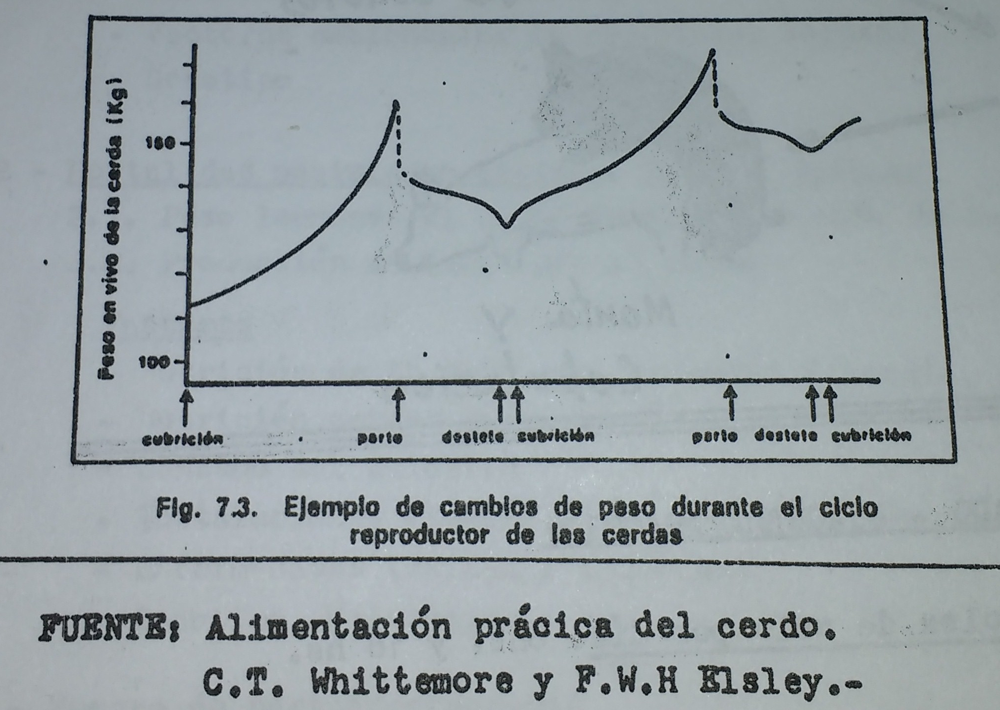 Peso en vivo de la cerda (Kg)
150
100
cubrición parto destete cubrición parto destete cubrición
Fig. 7.3. Ejemplo de cambios de peso durante el ciclo
reproductor de las cerdas
FUENTE: Alimentación prácica del cerdo.
C.T. Whittemore y F.W.H Elsley.-